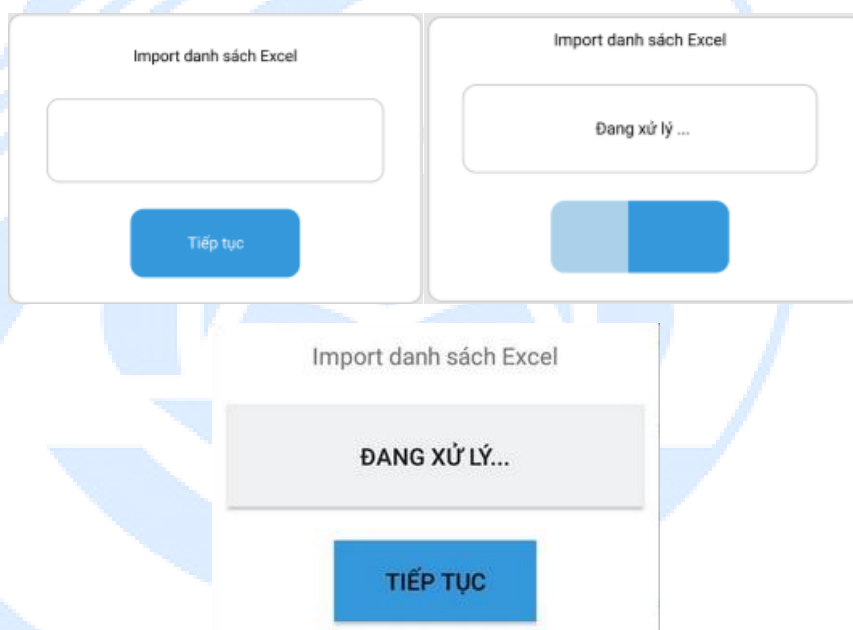 Import danh sách Excel
Tiếp tục
Import danh sách Excel
Đang xử lý ...
Import danh sách Excel
ĐANG XỬ LÝ...
TIẾP TỤC